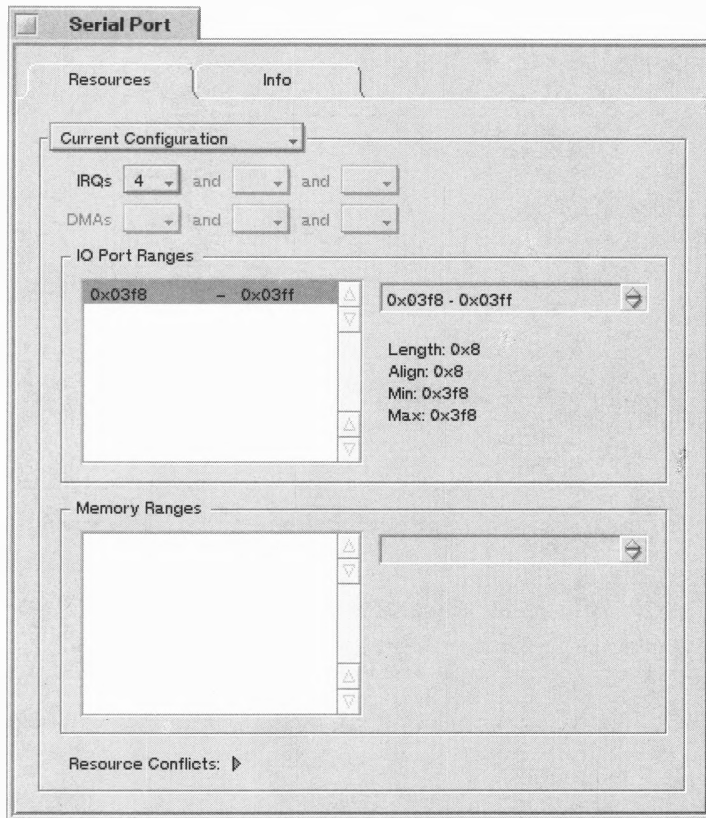 Serial Port
Resources Info
Current Configuration
IRQs 4 and and
DMAs and and
IO Port Ranges
0x03f8 – 0x03ff 0x03f8 - 0x03ff
Length: 0x8
Align: 0x8
Min: 0x3f8
Max: 0x3f8
Memory Ranges
Resource Conflicts: